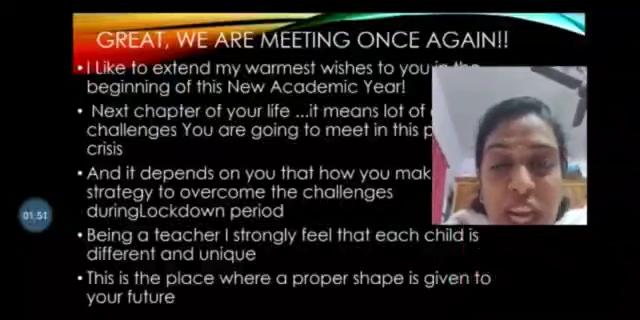 GREAT, WE ARE MEETING ONCE AGAIN!!
• I Like to extend my warmest wishes to you in the
beginning of this New Academic Year!
• Next chapter of your life ...it means lot of
challenges You are going to meet in this
crisis
• And it depends on you that how you
strategy to overcome the challenges
duringLockdown period
• Being a teacher I strongly feel that each child is
different and unique
• This is the place where a proper shape is given to
your future
01:51